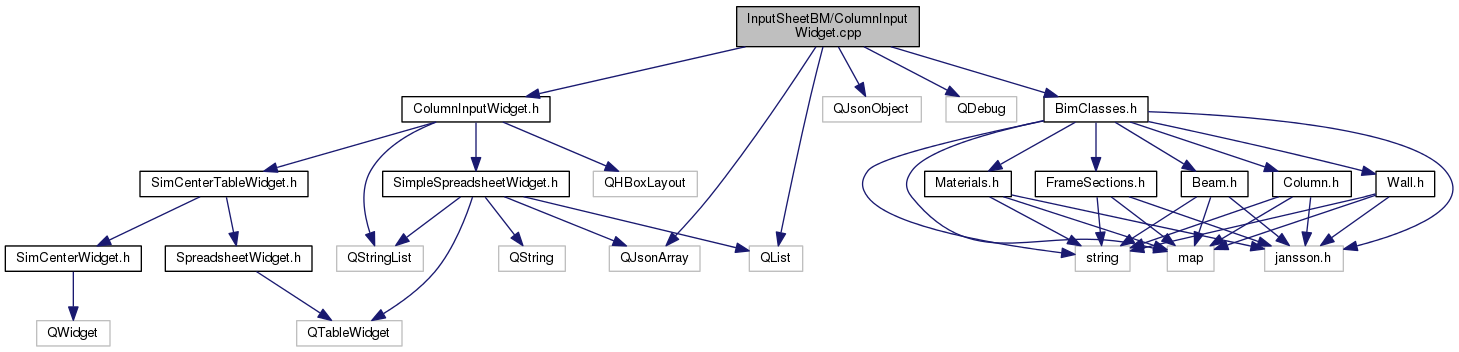 InputSheetBM/ColumnInput
Widget.cpp
ColumnInputWidget.h
QJsonObject
QDebug
BimClasses.h
SimCenterTableWidget.h
SimpleSpreadsheetWidget.h
QHBoxLayout
Materials.h
FrameSections.h
Beam.h
Column.h
Wall.h
SimCenterWidget.h
SpreadsheetWidget.h
QStringList
QString
QJsonArray
QList
string
map
jansson.h
QWidget
QTableWidget